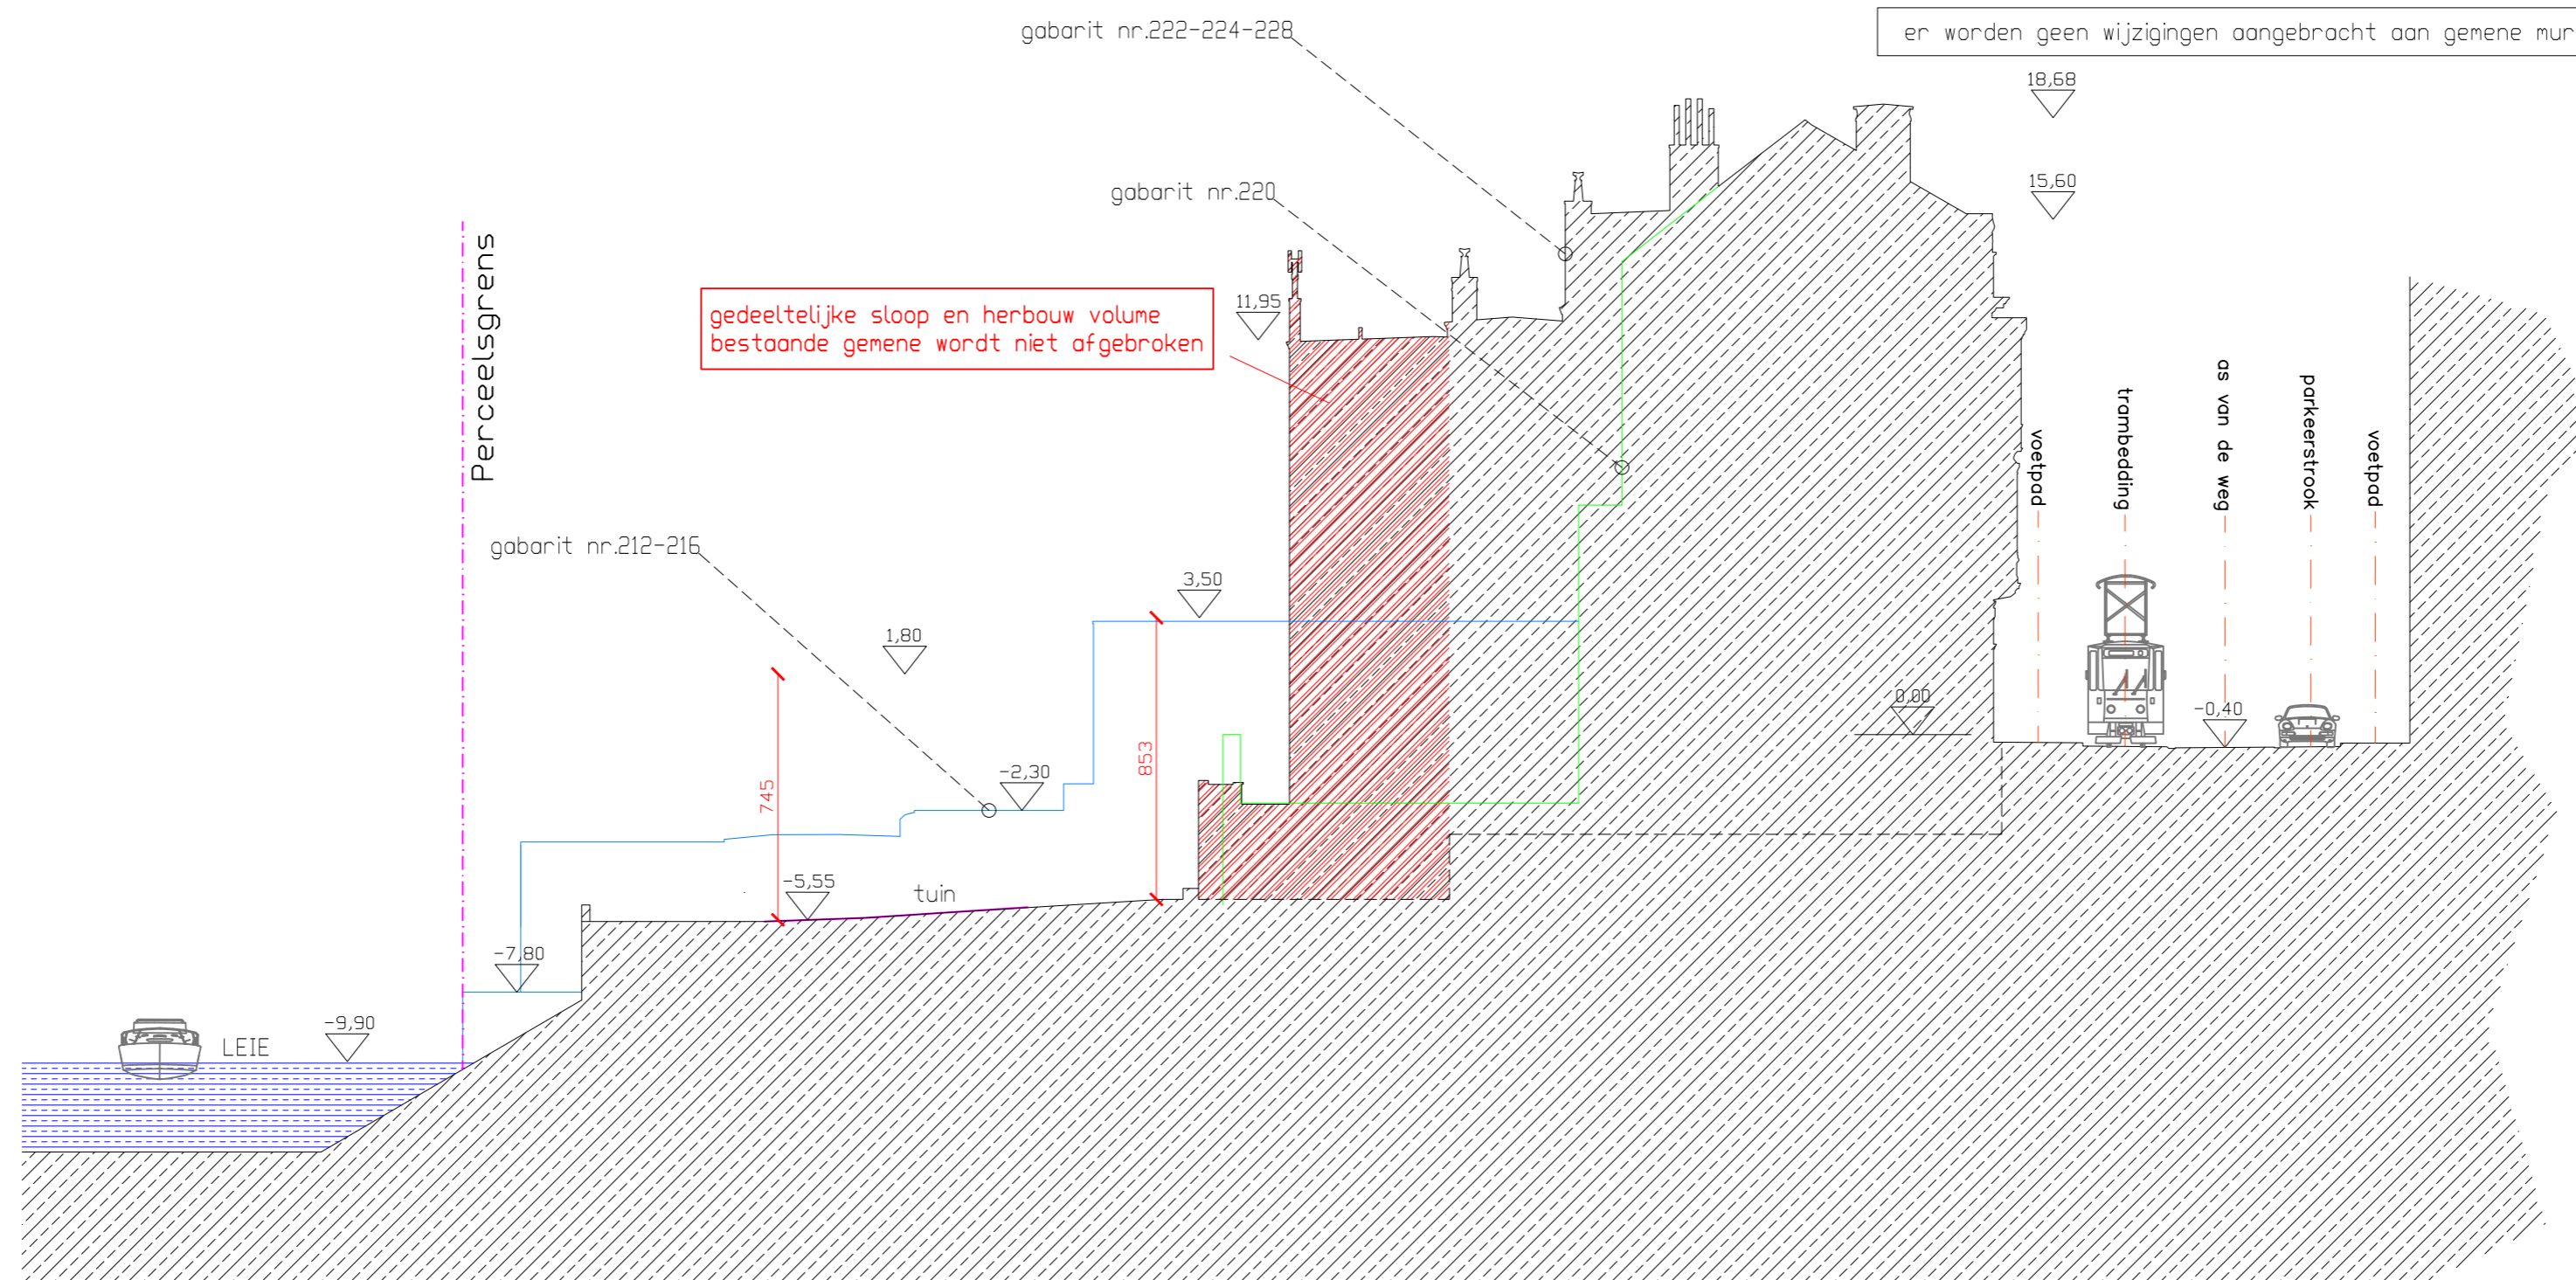 gabarit nr.222-224-228
er worden geen wijzigingen aangebracht aan gemene mur
18,68
15,60
gabarit nr.220
Perceelsgrens
gedeeltelijke sloop en herbouw volume
bestaande gemene wordt niet afgebroken
11,95
voetpad
trambedding
as van de weg
parkeerstrook
voetpad
gabarit nr.212-216
3,50
1,80
0,00
-0,40
853
745
-2,30
-5,55
tuin
-7,80
-9,90
LEIE